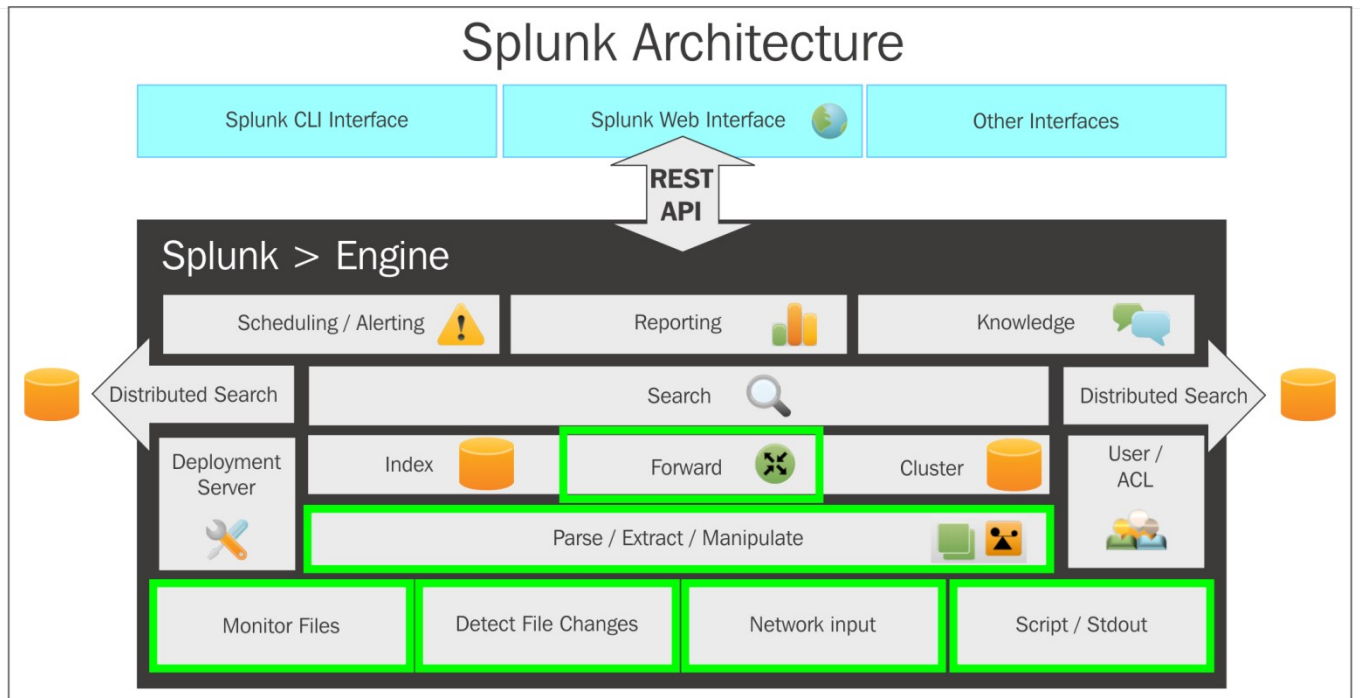 Splunk Architecture
Splunk CLI Interface
Splunk Web Interface
Other Interfaces
REST
API
Splunk > Engine
Scheduling / Alerting
Reporting
Knowledge
Distributed Search
Search
Distributed Search
Deployment
Server
Index
Forward
Cluster
User /
ACL
Parse / Extract / Manipulate
Monitor Files
Detect File Changes
Network input
Script / Stdout